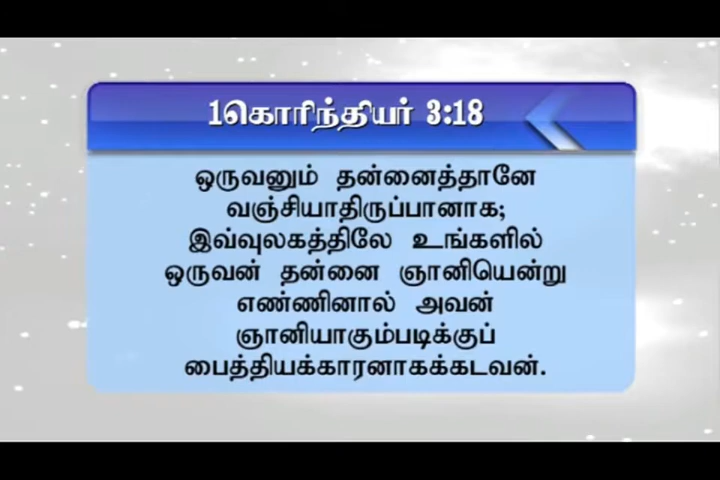 1கொரிந்தியர் 3:18
ஒருவனும் தன்னைத்தானே
வஞ்சியாதிருப்பானாக;
இவ்வுலகத்திலே உங்களில்
ஒருவன் தன்னை ஞானியென்று
எண்ணினால் அவன்
ஞானியாகும்படிக்குப்
பைத்தியக்காரனாகக்கடவன்.